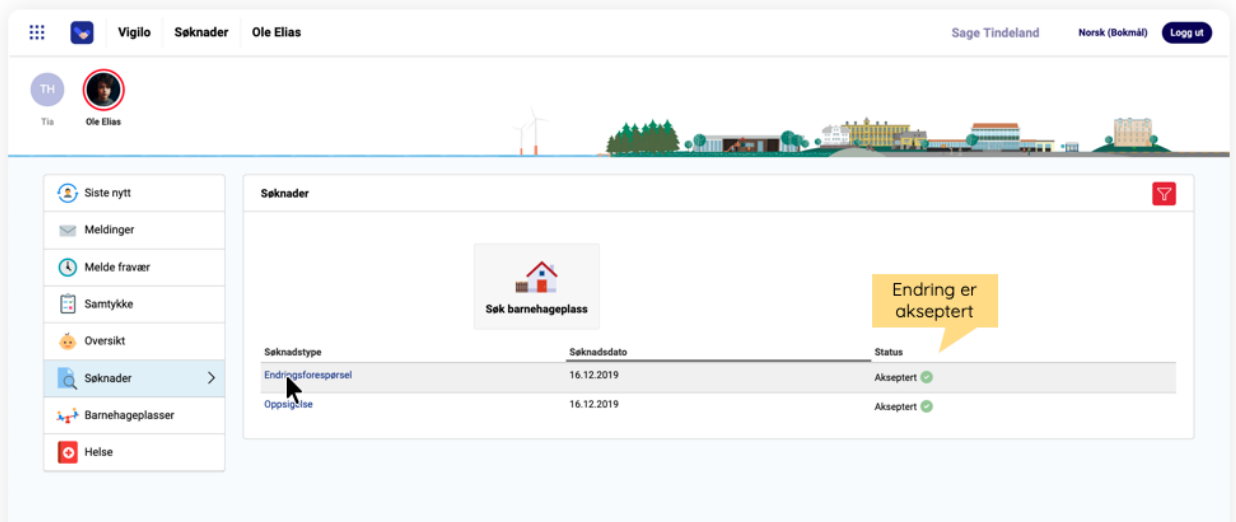 Vigilo Søknader Ole Elias Sage Tindeland Norsk (Bokmål) Logg ut
TH
Tia Ole Elias
Siste nytt
Meldinger
Melde fravær
Samtykke
Oversikt
Søknader
Barnehageplasser
Helse
Søknader
Søk barnehageplass
Endring er
akseptert
Søknadstype Søknadsdato Status
Endringsforespørsel 16.12.2019 Akseptert
Oppsigelse 16.12.2019 Akseptert